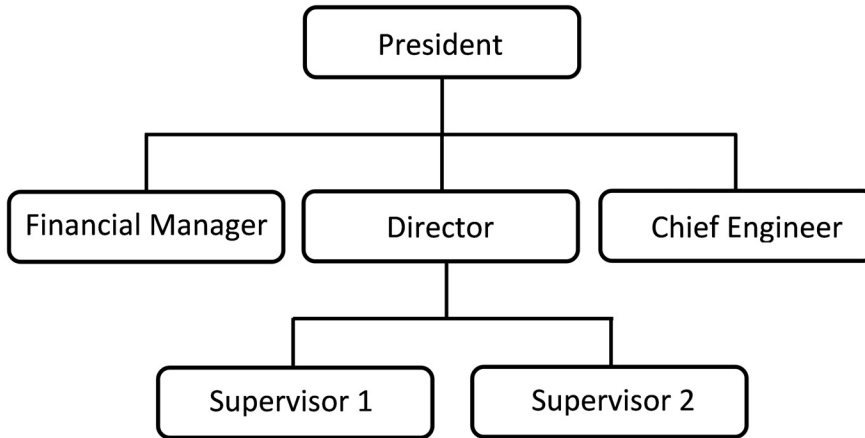 President
Financial Manager
Director
Chief Engineer
Supervisor 1
Supervisor 2